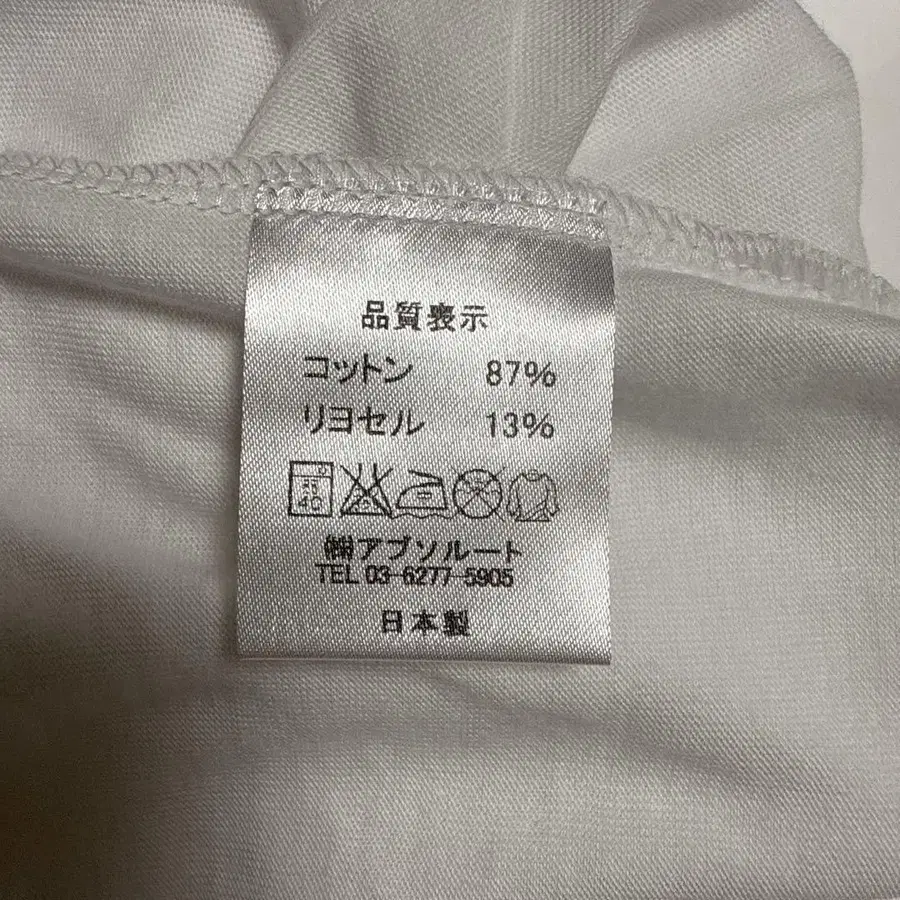 品質表示
コットン 87%
リヨセル 13%
40
㈱アブソルート
TEL 03-6277-5905
日本製